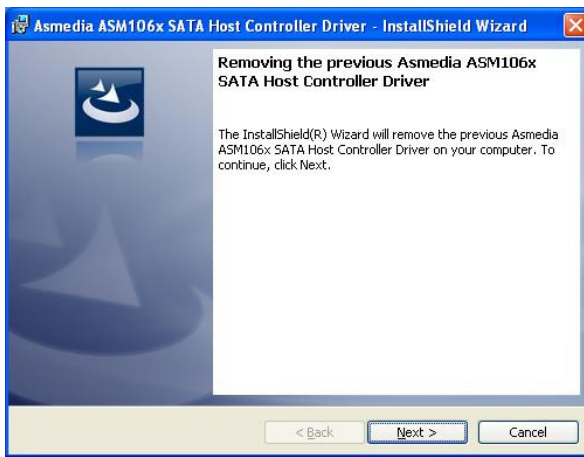 Asmedia ASM106x SATA Host Controller Driver - InstallShield Wizard
Removing the previous Asmedia ASM106x
SATA Host Controller Driver
The InstallShield(R) Wizard will remove the previous Asmedia
ASM106x SATA Host Controller Driver on your computer. To
continue, click Next.
< Back Next > Cancel